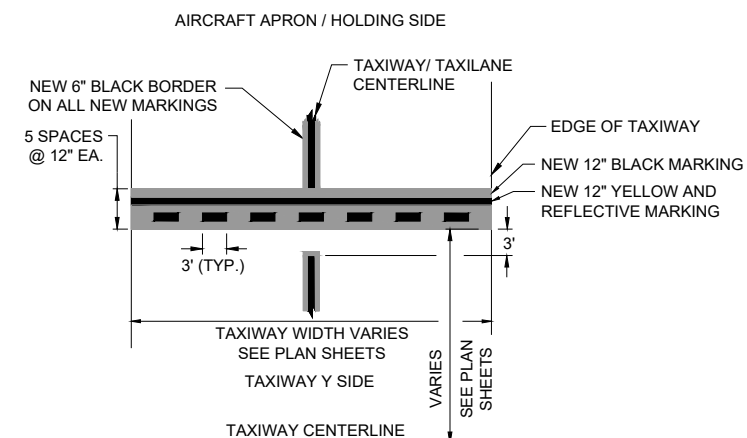 AIRCRAFT APRON / HOLDING SIDE
TAXIWAY/ TAXILANE
CENTERLINE
NEW 6" BLACK BORDER
ON ALL NEW MARKINGS
5 SPACES
@ 12" EA.
EDGE OF TAXIWAY
NEW 12" BLACK MARKING
NEW 12" YELLOW AND
REFLECTIVE MARKING
3'
3' (TYP.)
TAXIWAY WIDTH VARIES
SEE PLAN SHEETS
VARIES
SEE PLAN
SHEETS
TAXIWAY Y SIDE
TAXIWAY CENTERLINE